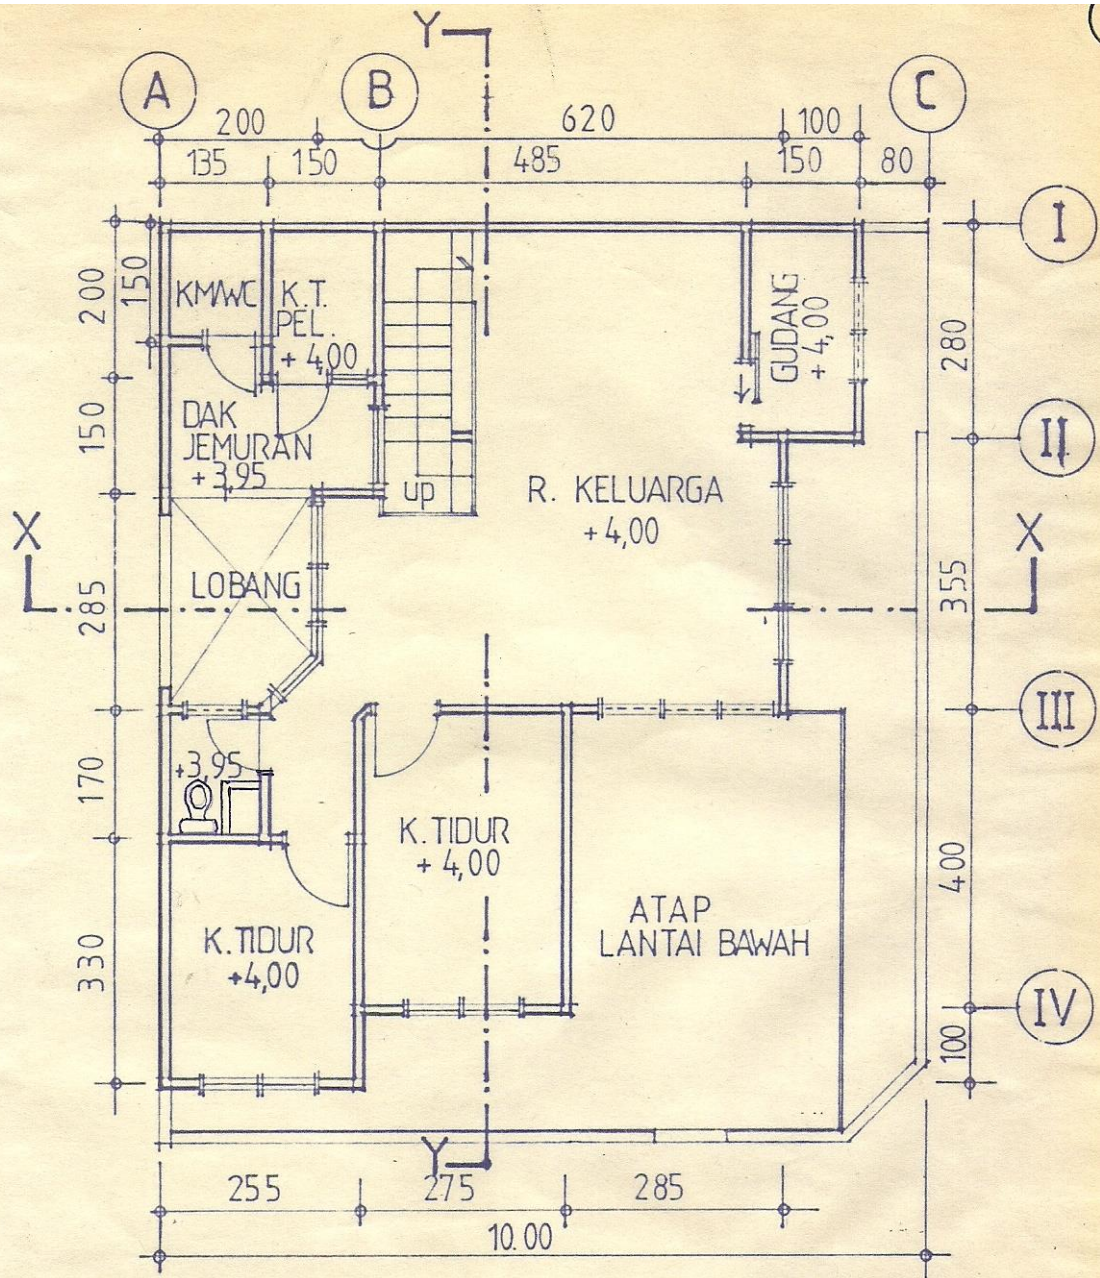 Y
A
B
C
200
620
100
135
150
485
150
80
I
200
150
KM/WC
K.T.
PEL.
+ 4,00
GUDANG
+ 4,00
280
II
150
DAK
JEMURAN
+ 3,95
up
R. KELUARGA
+ 4,00
X
X
LOBANG
285
355
III
170
+3,95
K. TIDUR
+ 4,00
400
ATAP
LANTAI BAWAH
K. TIDUR
+4,00
330
IV
100
Y
255
275
285
10.00